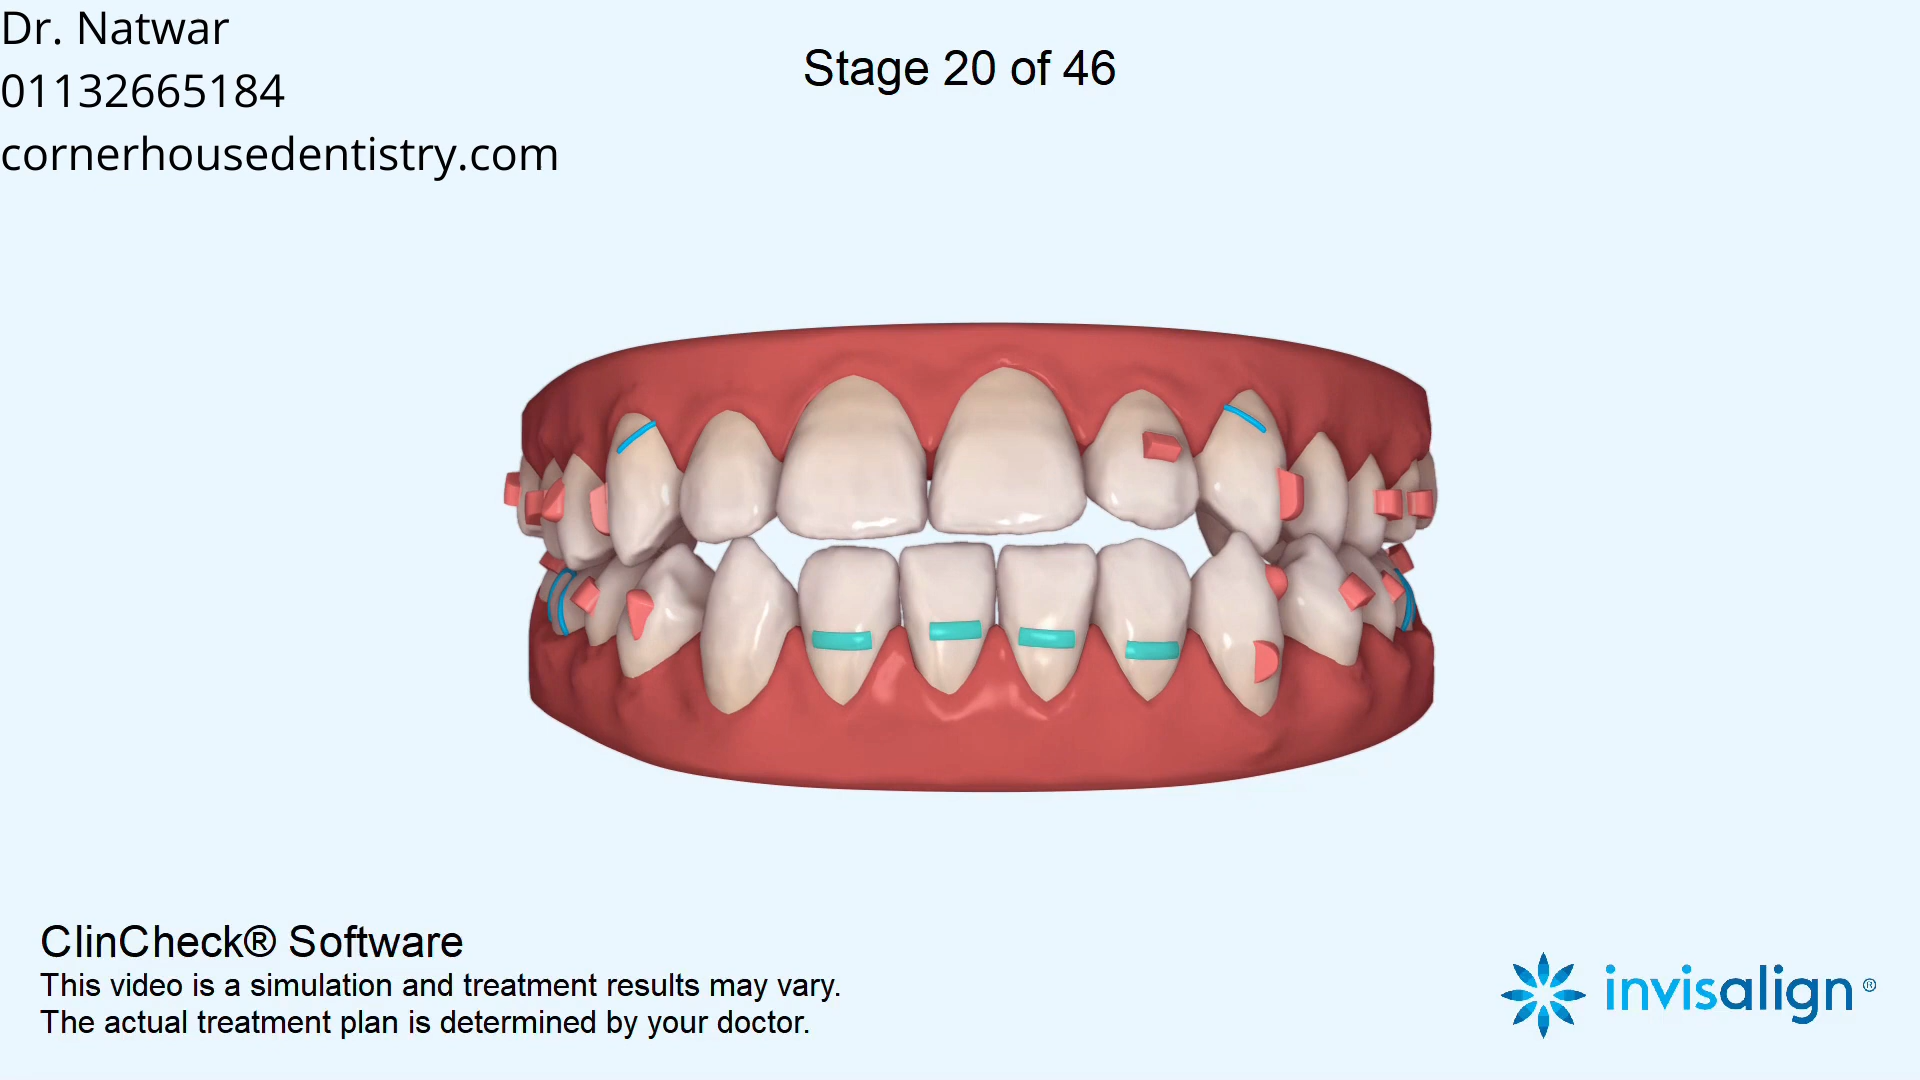 Dr. Natwar
01132665184
cornerhousedentistry.com
Stage 20 of 46
ClinCheck® Software
This video is a simulation and treatment results may vary.
The actual treatment plan is determined by your doctor.
invisalign®